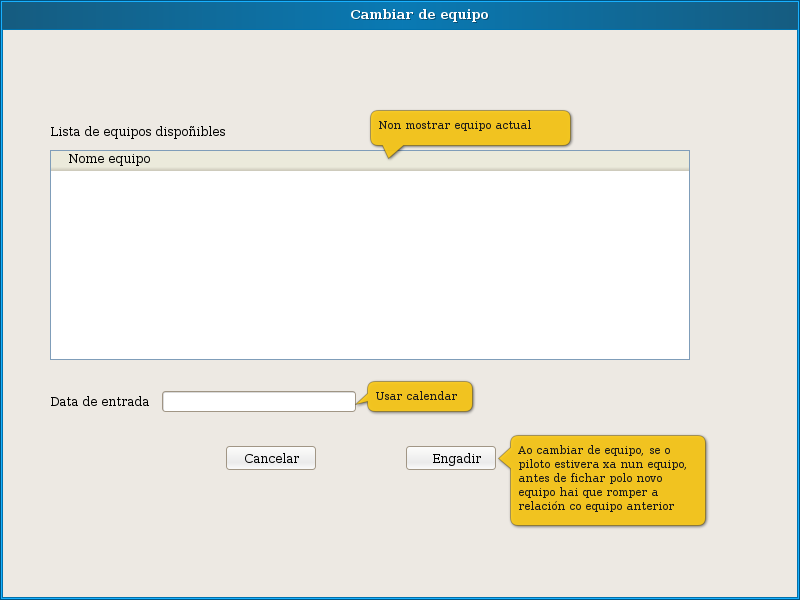 Cambiar de equipo
Non mostrar equipo actual
Lista de equipos dispoñibles
Nome equipo
Data de entrada
Usar calendar
Cancelar
Engadir
Ao cambiar de equipo, se o
piloto estivera xa nun equipo,
antes de fichar polo novo
equipo hai que romper a
relación co equipo anterior